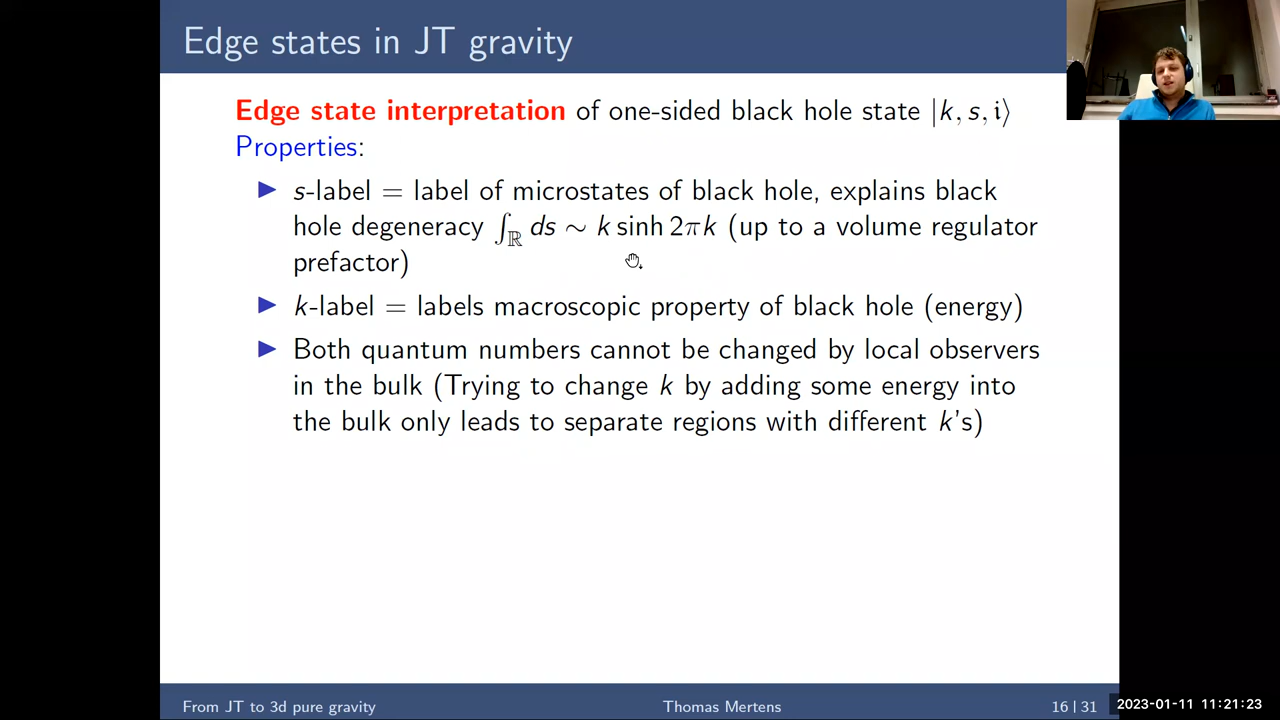 Edge states in JT gravity
Edge state interpretation of one-sided black hole state |k, s, i⟩
Properties:
▶ s-label = label of microstates of black hole, explains black
hole degeneracy ∫_ℝ ds ∼ k sinh 2πk (up to a volume regulator
prefactor)
▶ k-label = labels macroscopic property of black hole (energy)
▶ Both quantum numbers cannot be changed by local observers
in the bulk (Trying to change k by adding some energy into
the bulk only leads to separate regions with different k's)
From JT to 3d pure gravity
Thomas Mertens
16 | 31
2023-01-11 11:21:23